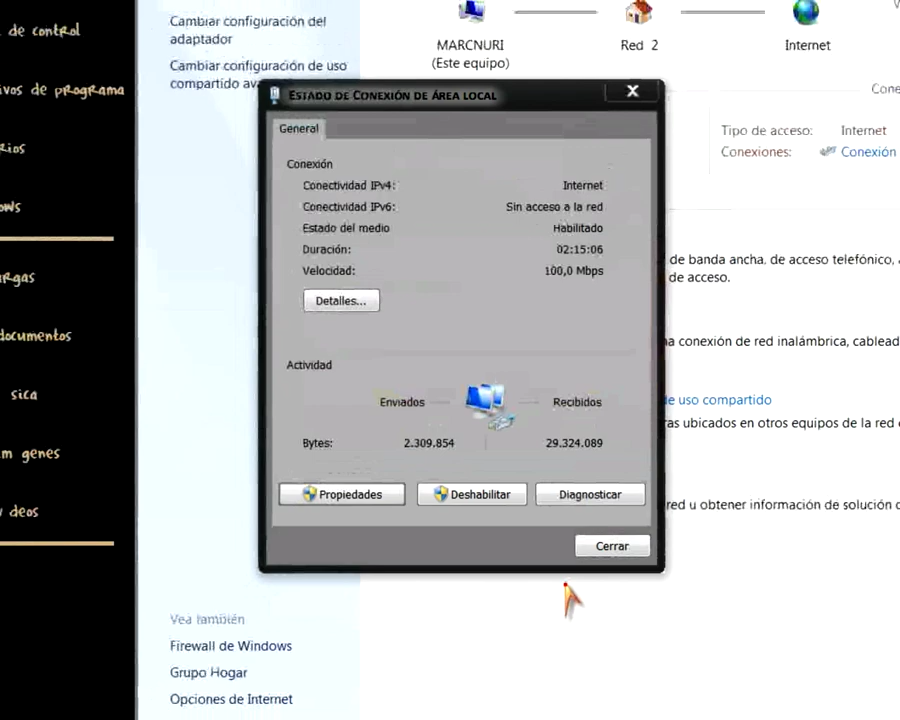 de control
ivos de programa
rios
ows
argas
documentos
sica
m genes
v deos
Cambiar configuración del
adaptador
Cambiar configuración de uso
compartido ava
MARCNURI
(Este equipo)
Red 2
Internet
Cone
Tipo de acceso: Internet
Conexiones: Conexión
Estado de Conexión de área local
General
Conexión
Conectividad IPv4: Internet
Conectividad IPv6: Sin acceso a la red
Estado del medio Habilitado
Duración: 02:15:06
Velocidad: 100,0 Mbps
Detalles...
Actividad
Enviados Recibidos
Bytes: 2.309.854 29.324.089
Propiedades Deshabilitar Diagnosticar
Cerrar
de banda ancha, de acceso telefónico,
de acceso.
na conexión de red inalámbrica, cablead
de uso compartido
ras ubicados en otros equipos de la red
red u obtener información de solución
Vea también
Firewall de Windows
Grupo Hogar
Opciones de Internet